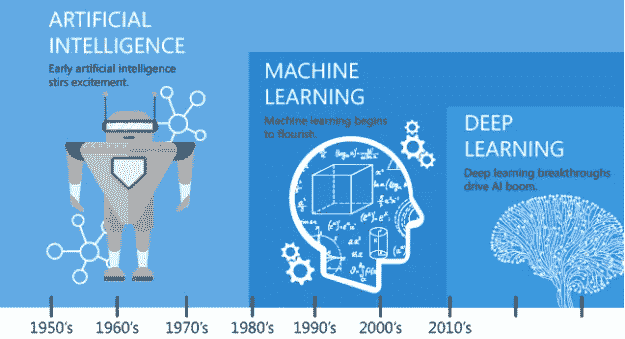 ARTIFICIAL
INTELLIGENCE
Early artificial intelligence
stirs excitement.
MACHINE
LEARNING
Machine learning begins
to flourish.
DEEP
LEARNING
Deep learning breakthroughs
drive AI boom.
1950's 1960's 1970's 1980's 1990's 2000's 2010's